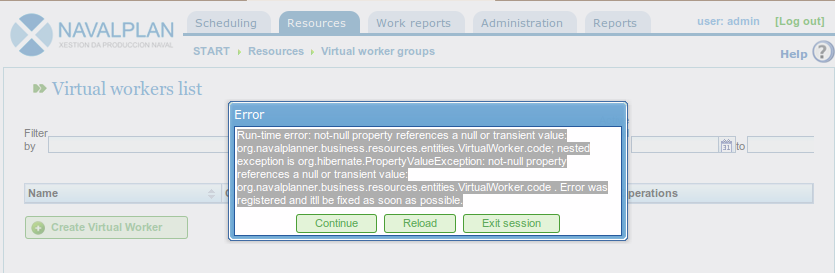 Scheduling Resources Work reports Administration Reports
user: admin [Log out]
NAVALPLAN
XESTION DA PRODUCCION NAVAL
START Resources Virtual worker groups
Help ?
Virtual workers list
Error
Run-time error: not-null property references a null or transient value:
org.navalplanner.business.resources.entities.VirtualWorker.code; nested
exception is org.hibernate.PropertyValueException: not-null property
references a null or transient value:
org.navalplanner.business.resources.entities.VirtualWorker.code . Error was
registered and itll be fixed as soon as possible.
Continue Reload Exit session
Filter
by
31 to
Name
Create Virtual Worker